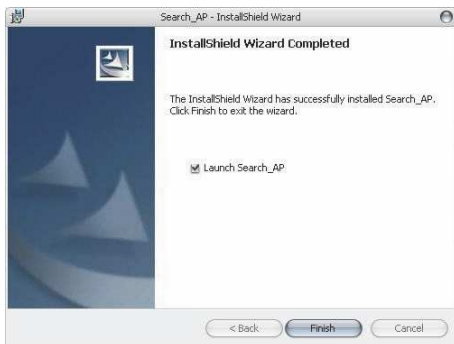 Search_AP - InstallShield Wizard
InstallShield Wizard Completed
The InstallShield Wizard has successfully installed Search_AP.
Click Finish to exit the wizard.
Launch Search_AP
< Back
Finish
Cancel